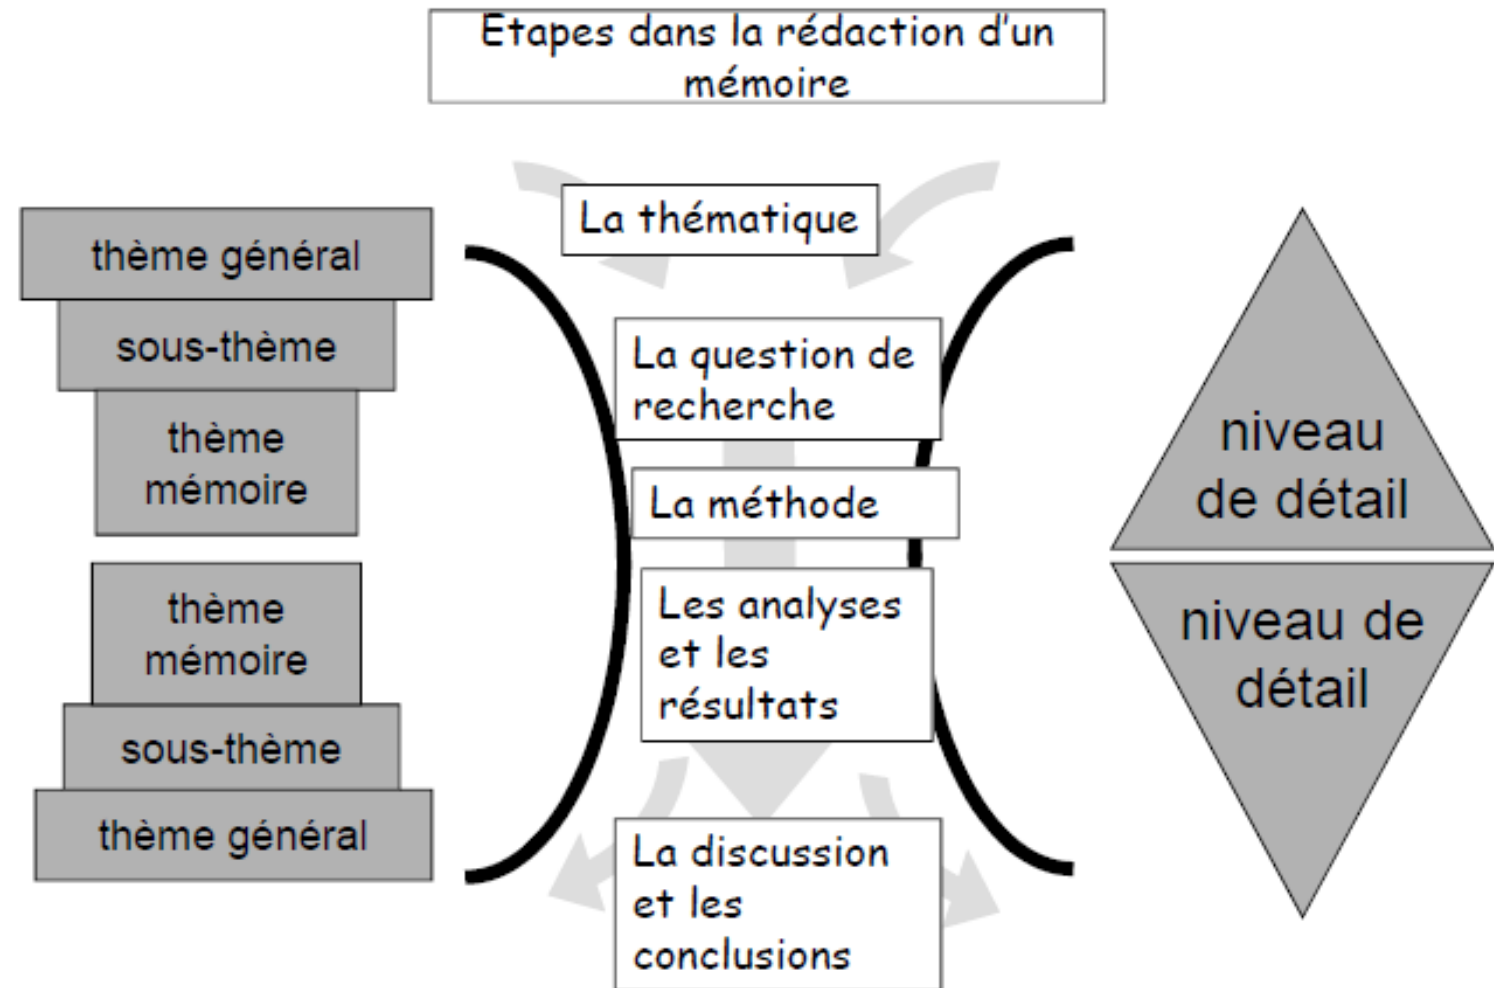 Etapes dans la rédaction d'un
mémoire
La thématique
thème général
sous-thème
thème
mémoire
thème
mémoire
sous-thème
thème général
La question de
recherche
La méthode
Les analyses
et les
résultats
La discussion
et les
conclusions
niveau
de détail
niveau de
détail